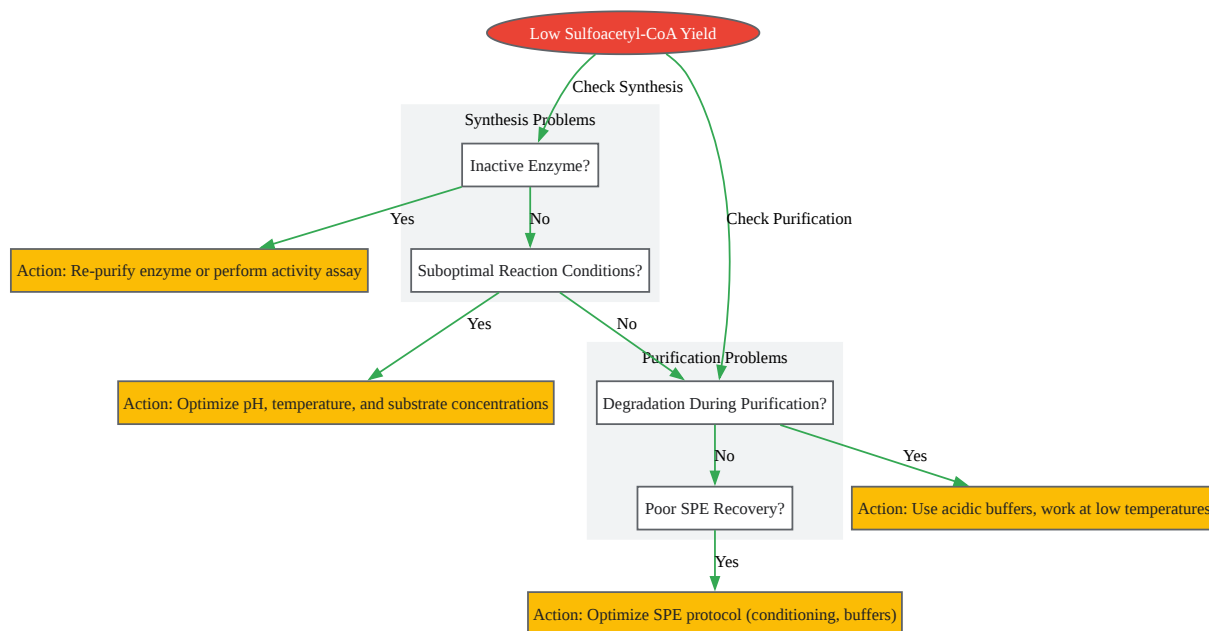 Low Sulfoacetyl-CoA Yield
Check Synthesis
Synthesis Problems
Inactive Enzyme?
Yes
No
Check Purification
Action: Re-purify enzyme or perform activity assay
Suboptimal Reaction Conditions?
Yes
No
Purification Problems
Action: Optimize pH, temperature, and substrate concentrations
Degradation During Purification?
No
Yes
Poor SPE Recovery?
Action: Use acidic buffers, work at low temperatures
Yes
Action: Optimize SPE protocol (conditioning, buffers)